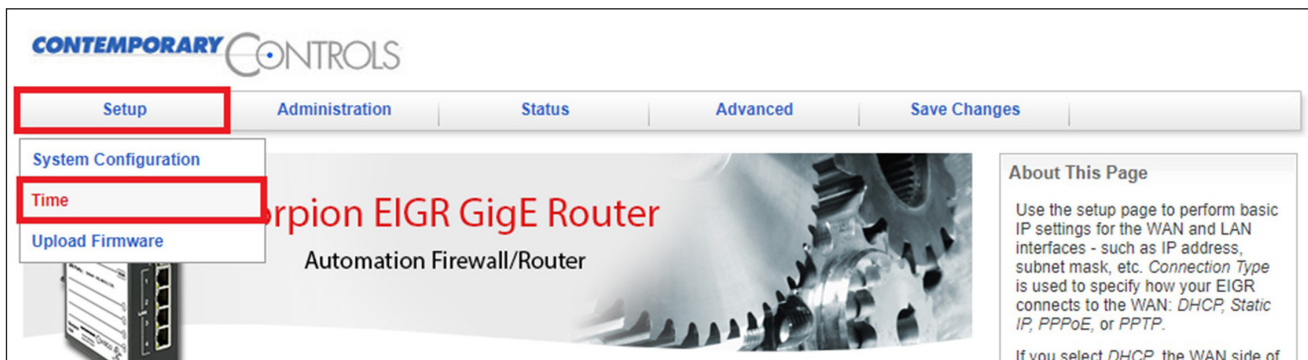 CONTEMPORARY CONTROLS
Setup
Administration
Status
Advanced
Save Changes
System Configuration
Time
Upload Firmware
orpion EIGR GigE Router
Automation Firewall/Router
About This Page
Use the setup page to perform basic
IP settings for the WAN and LAN
interfaces - such as IP address,
subnet mask, etc. Connection Type
is used to specify how your EIGR
connects to the WAN: DHCP, Static
IP, PPPoE, or PPTP.
If you select DHCP, the WAN side of